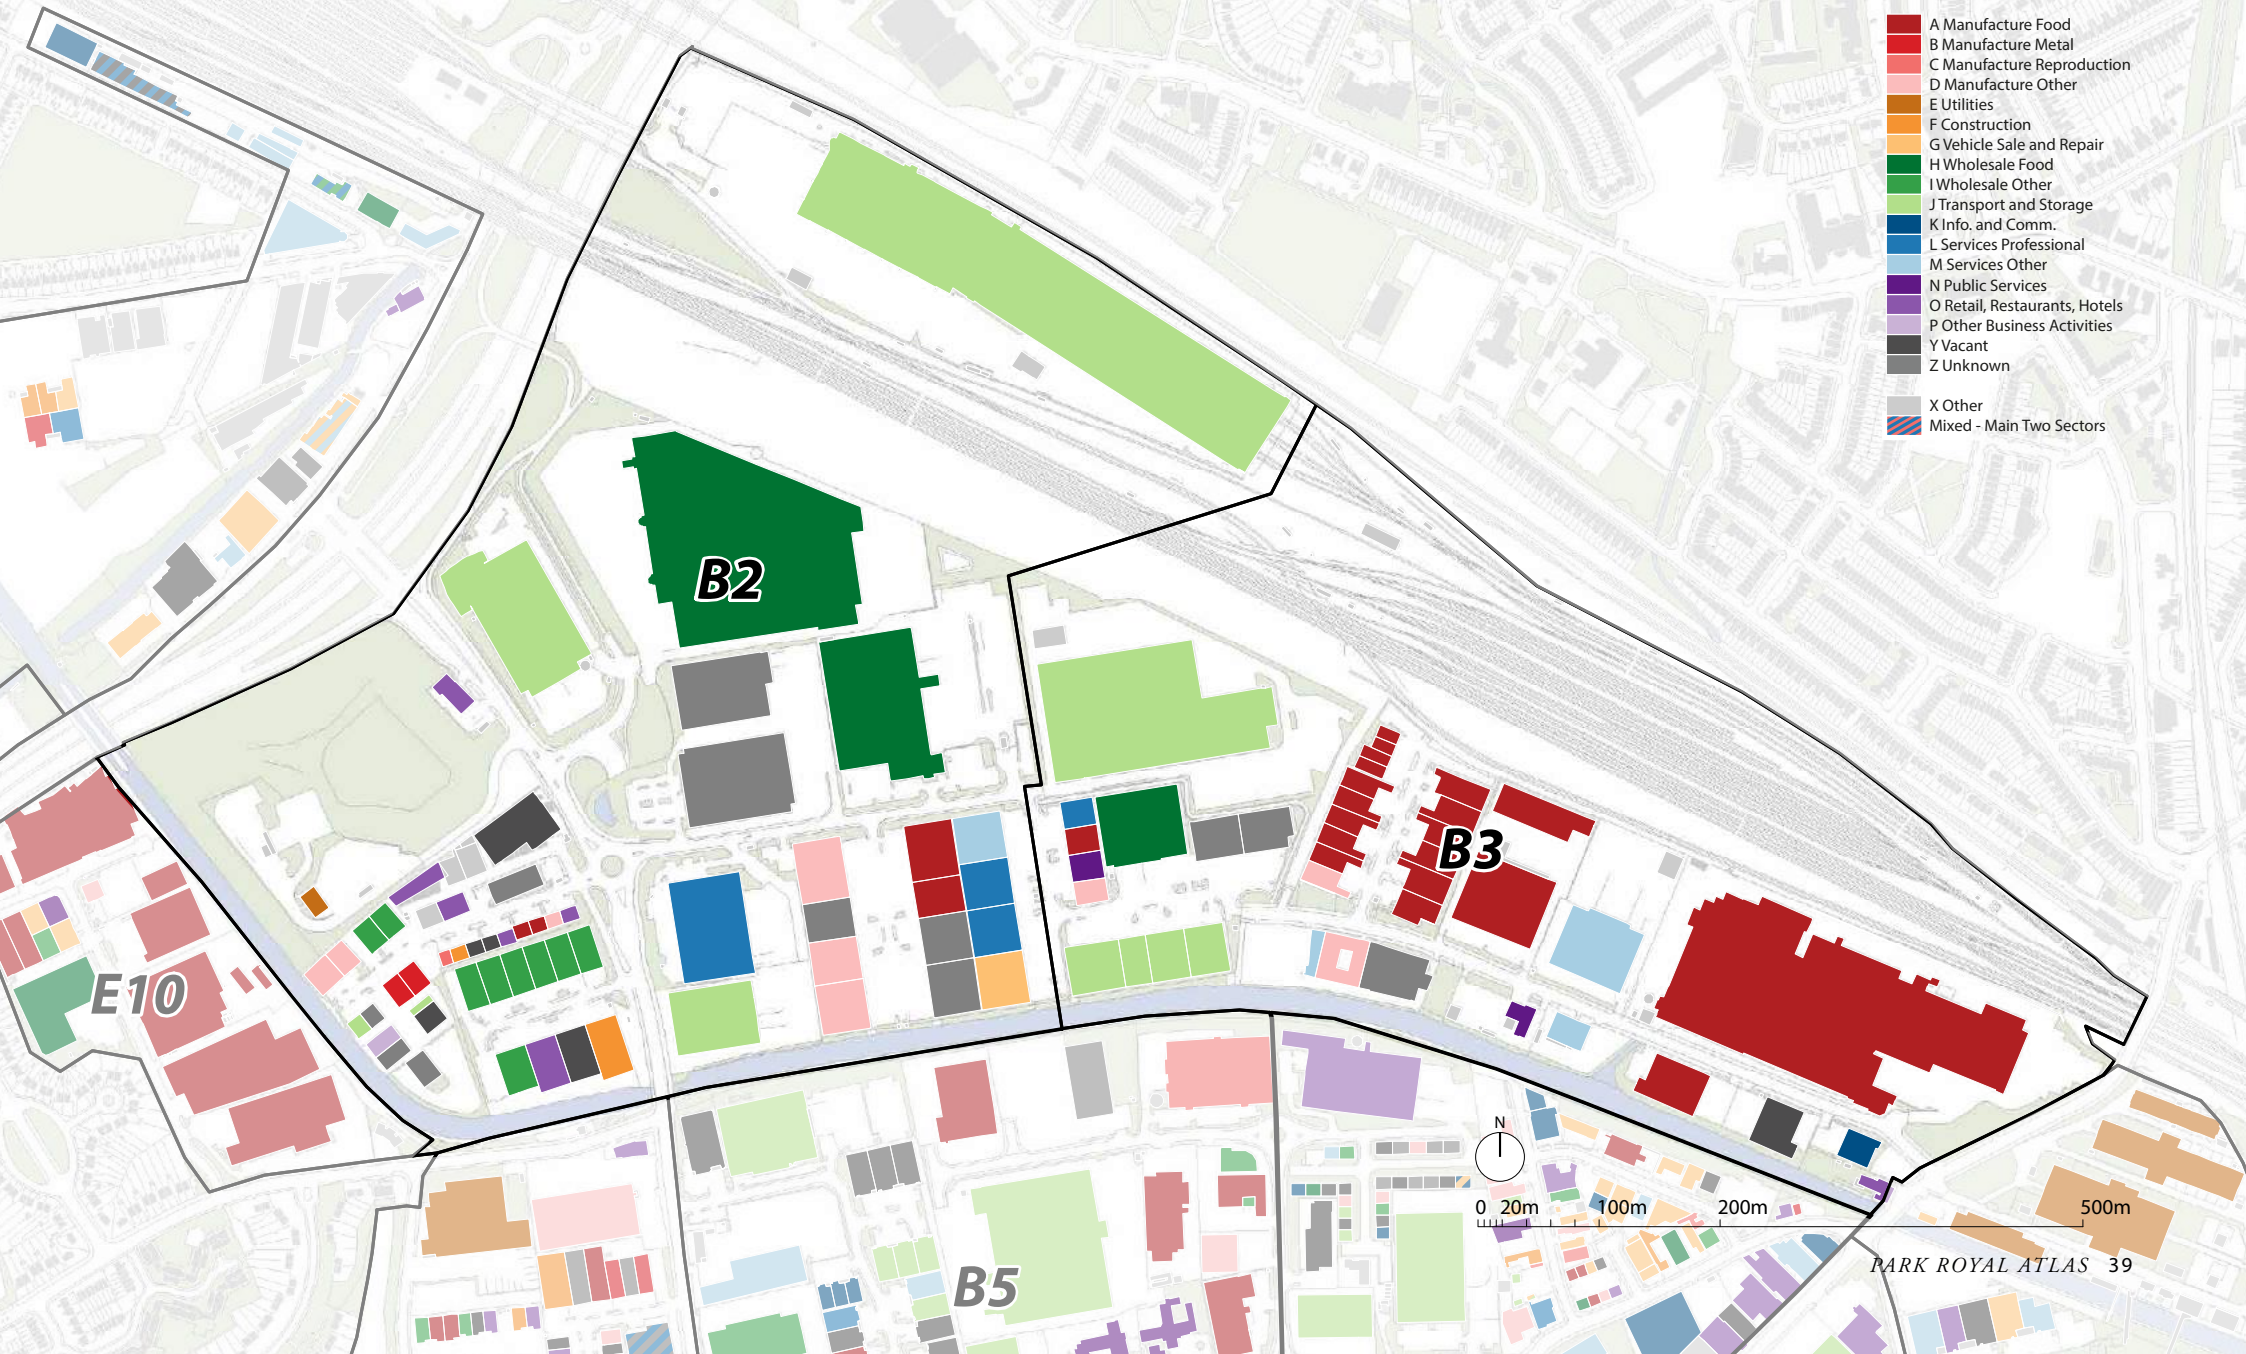 A Manufacture Food
B Manufacture Metal
C Manufacture Reproduction
D Manufacture Other
E Utilities
F Construction
G Vehicle Sale and Repair
H Wholesale Food
I Wholesale Other
J Transport and Storage
K Info. and Comm.
L Services Professional
M Services Other
N Public Services
O Retail, Restaurants, Hotels
P Other Business Activities
Y Vacant
Z Unknown
X Other
Mixed - Main Two Sectors
B2
B3
E10
B5
N
0 20m 100m 200m 500m
PARK ROYAL ATLAS 39